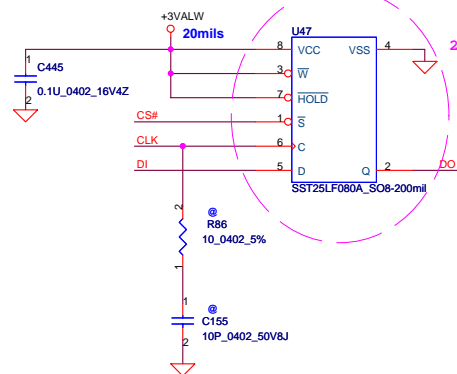 +3VALW
20mils
U47
1
C445
0.1U_0402_16V4Z
2
8 VCC VSS 4
2
3 W
7 HOLD
CS# 1 S
CLK 6 C
DI 5 D Q 2 DO
SST25LF080A_SO8-200mil
2
@
R86
10_0402_5%
1
1
@
C155
10P_0402_50V8J
2